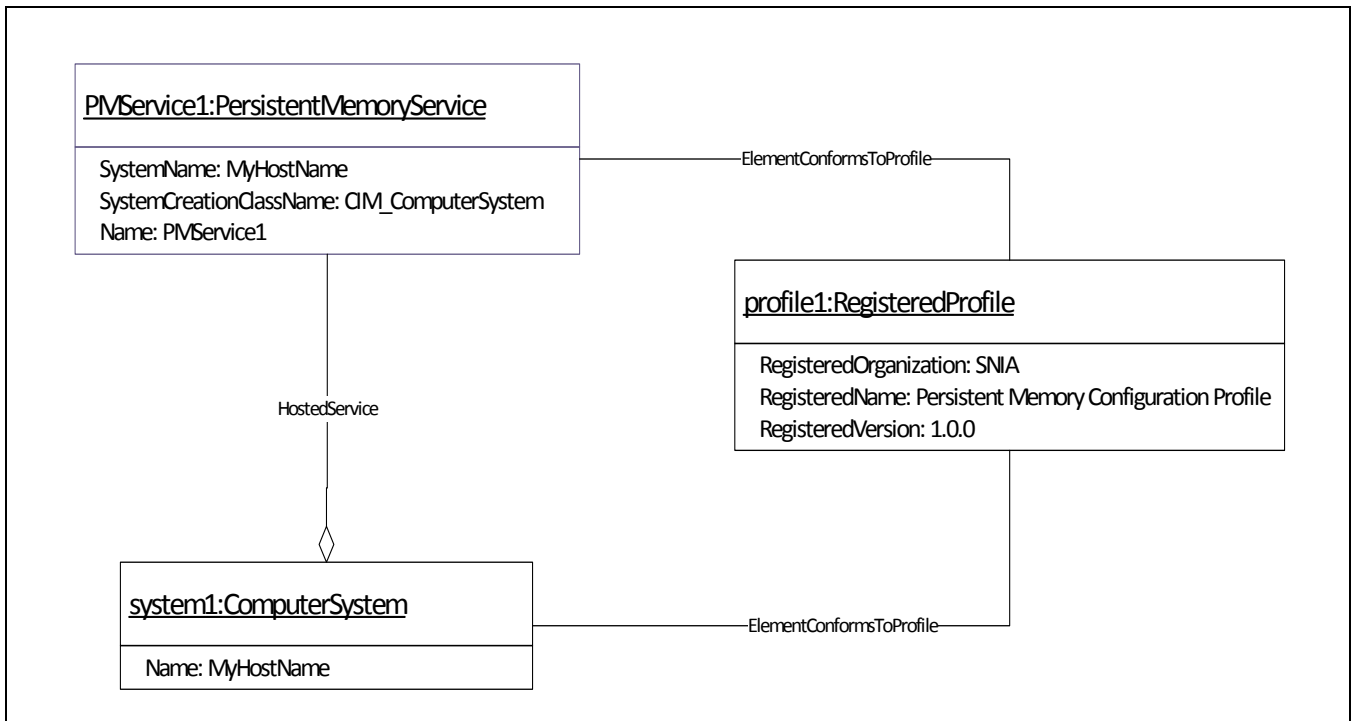 PMService1:PersistentMemoryService
SystemName: MyHostName
SystemCreationClassName: CIM_ComputerSystem
Name: PMService1
ElementConformsToProfile
profile1:RegisteredProfile
RegisteredOrganization: SNIA
RegisteredName: Persistent Memory Configuration Profile
RegisteredVersion: 1.0.0
HostedService
system1:ComputerSystem
Name: MyHostName
ElementConformsToProfile